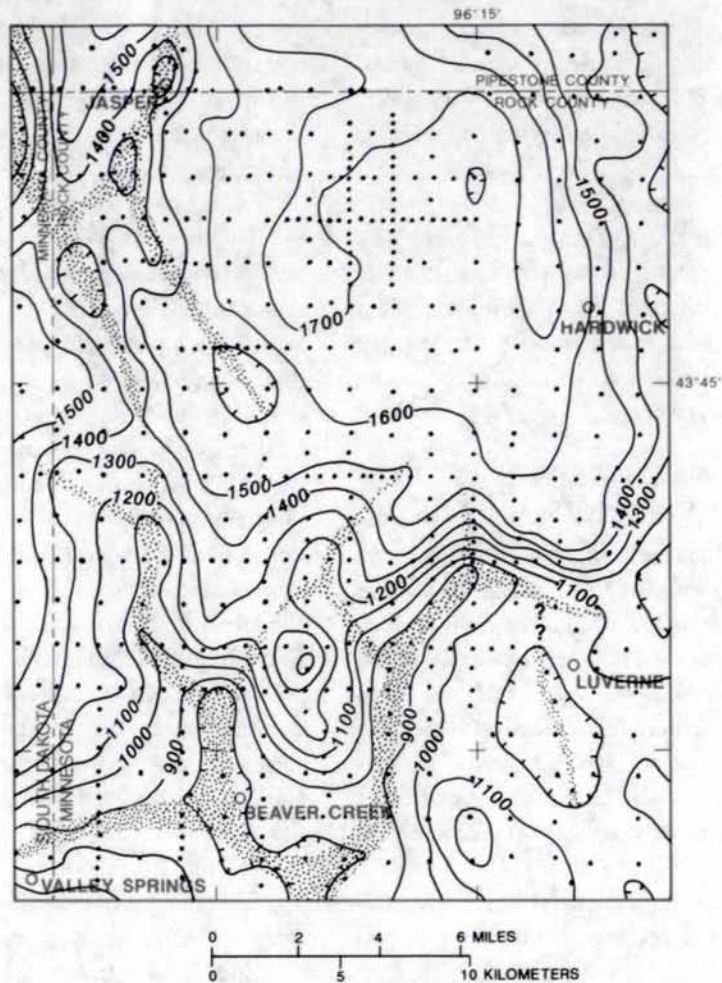 96°15'
1500
JASPER
PIPESTONE COUNTY
ROCK COUNTY
1400
MINNEHAHA COUNTY
ROCK COUNTY
1500
1700
HARDWICK
43°45'
1500
1600
1400
1300
1500
1200
1400
1400
1300
1200
1100
?
?
LUVERNE
1100
900
1100
1000
1000
900
1100
SOUTH DAKOTA
MINNESOTA
BEAVER CREEK
VALLEY SPRINGS
0 2 4 6 MILES
0 5 10 KILOMETERS